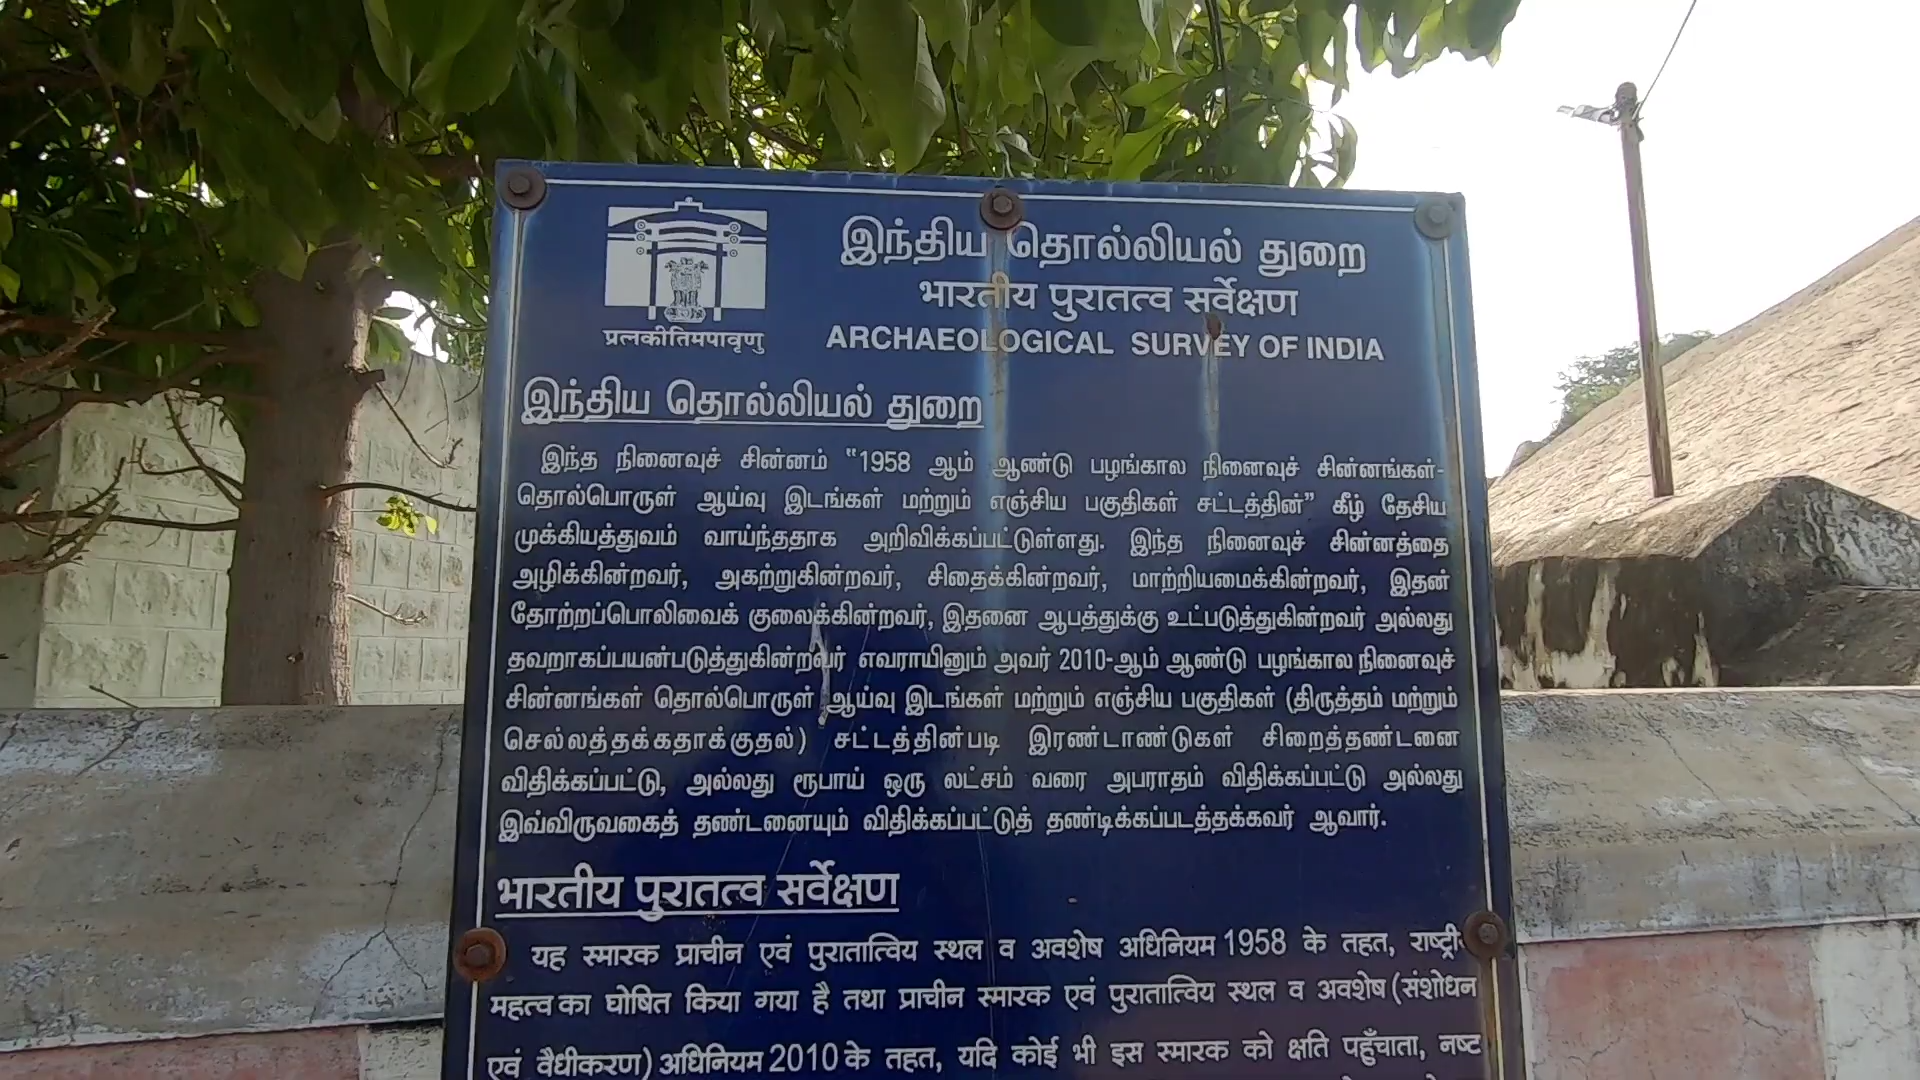 இந்திய தொல்லியல் துறை
भारतीय पुरातत्व सर्वेक्षण
ARCHAEOLOGICAL SURVEY OF INDIA
प्रत्नकीर्तिमपावृणु
இந்திய தொல்லியல் துறை
இந்த நினைவுச் சின்னம் "1958 ஆம் ஆண்டு பழங்கால நினைவுச் சின்னங்கள்-
தொல்பொருள் ஆய்வு இடங்கள் மற்றும் எஞ்சிய பகுதிகள் சட்டத்தின்" கீழ் தேசிய
முக்கியத்துவம் வாய்ந்ததாக அறிவிக்கப்பட்டுள்ளது. இந்த நினைவுச் சின்னத்தை
அழிக்கின்றவர், அகற்றுகின்றவர், சிதைக்கின்றவர், மாற்றியமைக்கின்றவர், இதன்
தோற்றப்பொலிவைக் குலைக்கின்றவர், இதனை ஆபத்துக்கு உட்படுத்துகின்றவர் அல்லது
தவறாகப்பயன்படுத்துகின்றவர் எவராயினும் அவர் 2010-ஆம் ஆண்டு பழங்கால நினைவுச்
சின்னங்கள் தொல்பொருள் ஆய்வு இடங்கள் மற்றும் எஞ்சிய பகுதிகள் (திருத்தம் மற்றும்
செல்லத்தக்கதாக்குதல்) சட்டத்தின்படி இரண்டாண்டுகள் சிறைத்தண்டனை
விதிக்கப்பட்டு, அல்லது ரூபாய் ஒரு லட்சம் வரை அபராதம் விதிக்கப்பட்டு அல்லது
இவ்விருவகைத் தண்டனையும் விதிக்கப்பட்டுத் தண்டிக்கப்படத்தக்கவர் ஆவார்.
भारतीय पुरातत्व सर्वेक्षण
यह स्मारक प्राचीन एवं पुरातात्विय स्थल व अवशेष अधिनियम 1958 के तहत,
महत्व का घोषित किया गया है तथा प्राचीन स्मारक एवं पुरातात्विय स्थल व अवशेष (संशोधन
एवं वैधीकरण) अधिनियम 2010 के तहत, यदि कोई भी इस स्मारक को क्षति पहुँचाता, नष्ट